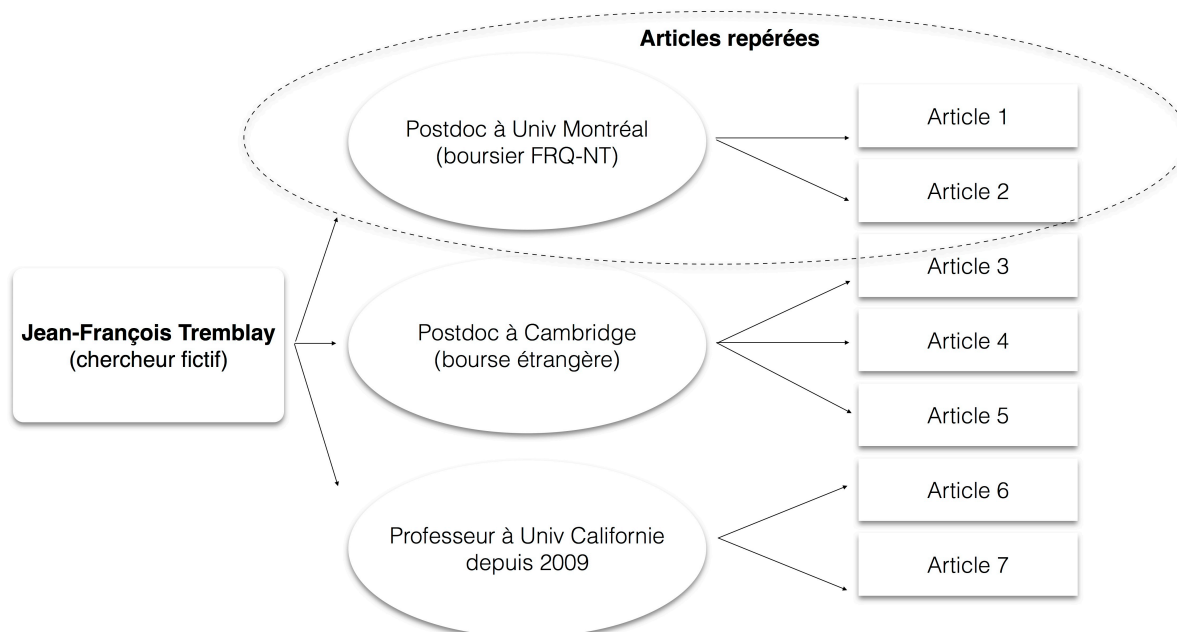 Articles repérées
Postdoc à Univ Montréal
(boursier FRQ-NT)
Article 1
Article 2
Jean-François Tremblay
(chercheur fictif)
Postdoc à Cambridge
(bourse étrangère)
Article 3
Article 4
Article 5
Professeur à Univ Californie
depuis 2009
Article 6
Article 7